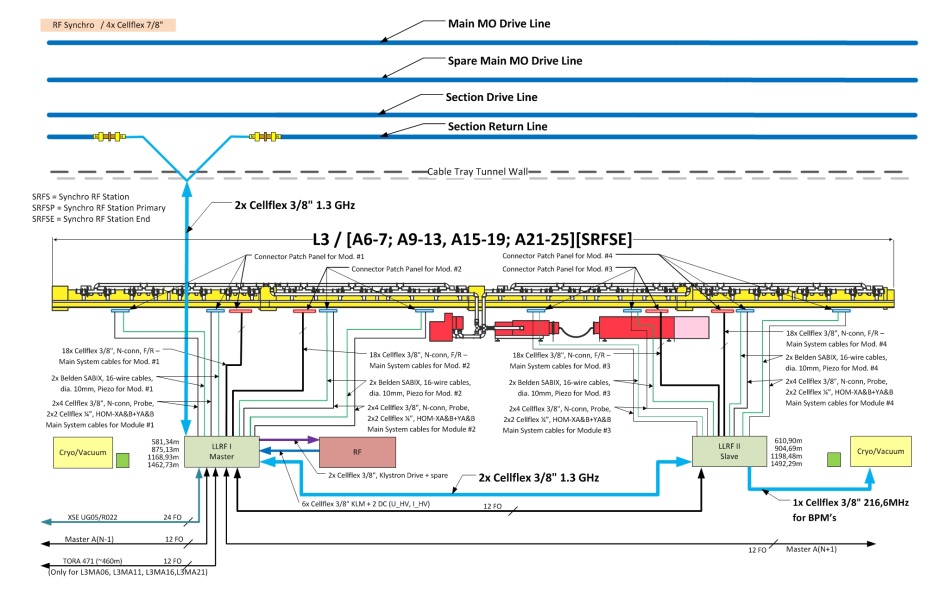 RF Synchro / 4x Cellflex 7/8"
Main MO Drive Line
Spare Main MO Drive Line
Section Drive Line
Section Return Line
Cable Tray Tunnel Wall
SRFS = Synchro RF Station
SRFSP = Synchro RF Station Primary
SRFSE = Synchro RF Station End
2x Cellflex 3/8" 1.3 GHz
L3 / [A6-7; A9-13, A15-19; A21-25][SRFSE]
Connector Patch Panel for Mod. #1
Connector Patch Panel for Mod. #2
Connector Patch Panel for Mod. #4
Connector Patch Panel for Mod. #3
18x Cellflex 3/8", N-conn, F/R –
Main System cables for Mod. #1
2x Belden SABIX, 16-wire cables,
dia. 10mm, Piezo for Mod. #1
2x4 Cellflex 3/8", N-conn, Probe,
2x2 Cellflex ¼", HOM-XA&B+YA&B
Main System cables for Module #1
18x Cellflex 3/8", N-conn, F/R –
Main System cables for Mod. #2
2x Belden SABIX, 16-wire cables,
dia. 10mm, Piezo for Mod. #2
2x4 Cellflex 3/8", N-conn, Probe,
2x2 Cellflex ¼", HOM-XA&B+YA&B
Main System cables for Module #2
18x Cellflex 3/8", N-conn, F/R –
Main System cables for Mod. #3
2x Belden SABIX, 16-wire cables,
dia. 10mm, Piezo for Mod. #3
2x4 Cellflex 3/8", N-conn, Probe,
2x2 Cellflex ¼", HOM-XA&B+YA&B
Main System cables for Module #3
18x Cellflex 3/8", N-conn, F/R –
Main System cables for Mod. #4
2x Belden SABIX, 16-wire cables,
dia. 10mm, Piezo for Mod. #4
2x4 Cellflex 3/8", N-conn, Probe,
2x2 Cellflex ¼", HOM-XA&B+YA&B
Main System cables for Module #4
Cryo/Vacuum
581,34m
875,13m
1168,93m
1462,73m
LLRF I
Master
RF
LLRF II
Slave
610,90m
904,69m
1198,48m
1492,29m
Cryo/Vacuum
2x Cellflex 3/8", Klystron Drive + spare
2x Cellflex 3/8" 1.3 GHz
6x Cellflex 3/8" KLM + 2 DC (U_HV, I_HV)
12 FO
1x Cellflex 3/8" 216,6MHz
for BPM's
XSE UG05/R022
24 FO
Master A(N-1)
12 FO
12 FO
Master A(N+1)
TORA 471 (~460m)
12 FO
(Only for L3MA06, L3MA11, L3MA16,L3MA21)